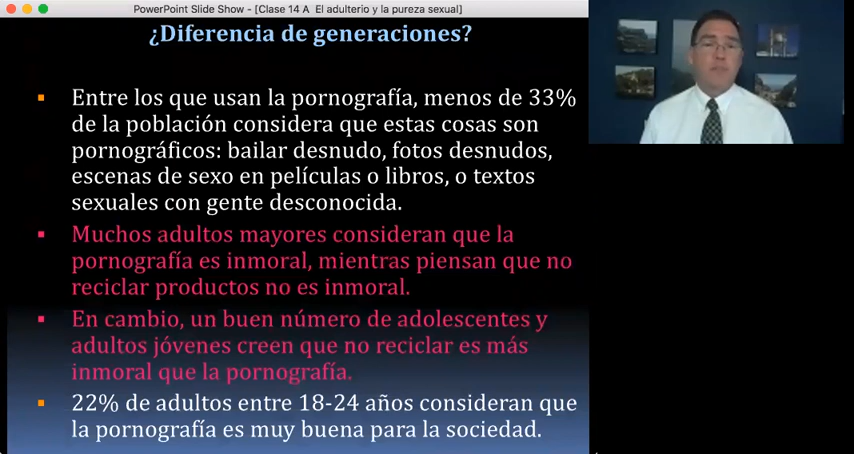 PowerPoint Slide Show - [Clase 14 A El adulterio y la pureza sexual]
¿Diferencia de generaciones?
Entre los que usan la pornografía, menos de 33%
de la población considera que estas cosas son
pornográficos: bailar desnudo, fotos desnudos,
escenas de sexo en películas o libros, o textos
sexuales con gente desconocida.
Muchos adultos mayores consideran que la
pornografía es inmoral, mientras piensan que no
reciclar productos no es inmoral.
En cambio, un buen número de adolescentes y
adultos jóvenes creen que no reciclar es más
inmoral que la pornografía.
22% de adultos entre 18-24 años consideran que
la pornografía es muy buena para la sociedad.